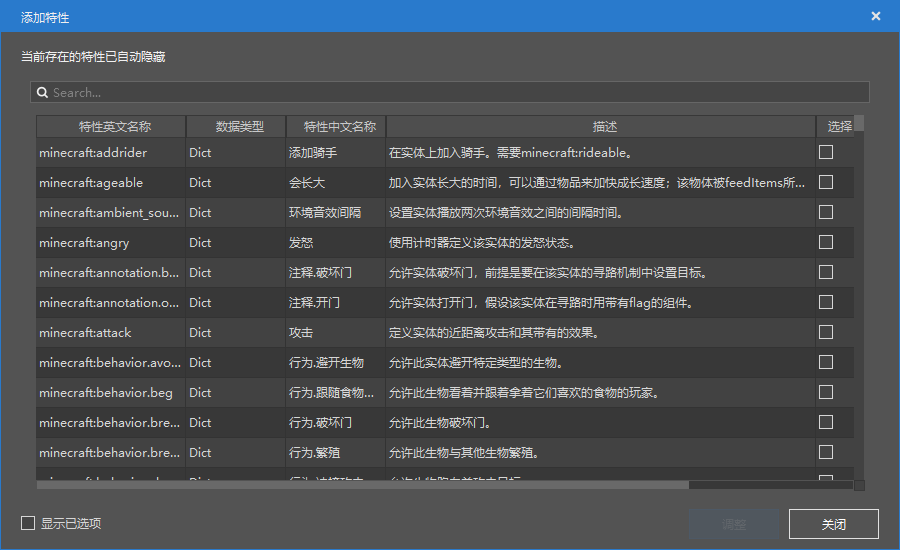 添加特性
当前存在的特性已自动隐藏
Search...
特性英文名称 数据类型 特性中文名称 描述 选择
minecraft:addrider Dict 添加骑手 在实体上加入骑手。需要minecraft:rideable。
minecraft:ageable Dict 会长大 加入实体长大的时间，可以通过物品来加快成长速度；该物体被feedItems所...
minecraft:ambient_sou... Dict 环境音效间隔 设置实体播放两次环境音效之间的间隔时间。
minecraft:angry Dict 发怒 使用计时器定义该实体的发怒状态。
minecraft:annotation.b... Dict 注释.破坏门 允许实体破坏门，前提是要在该实体的寻路机制中设置目标。
minecraft:annotation.o... Dict 注释.开门 允许实体打开门，假设该实体在寻路时用带有flag的组件。
minecraft:attack Dict 攻击 定义实体的近距离攻击和其带有的效果。
minecraft:behavior.avo... Dict 行为.避开生物 允许此实体避开特定类型的生物。
minecraft:behavior.beg Dict 行为.跟随食物... 允许此生物看着并跟着拿着它们喜欢的食物的玩家。
minecraft:behavior.bre... Dict 行为.破坏门 允许此生物破坏门。
minecraft:behavior.bre... Dict 行为.繁殖 允许此生物与其他生物繁殖。
显示已选项 调整 关闭